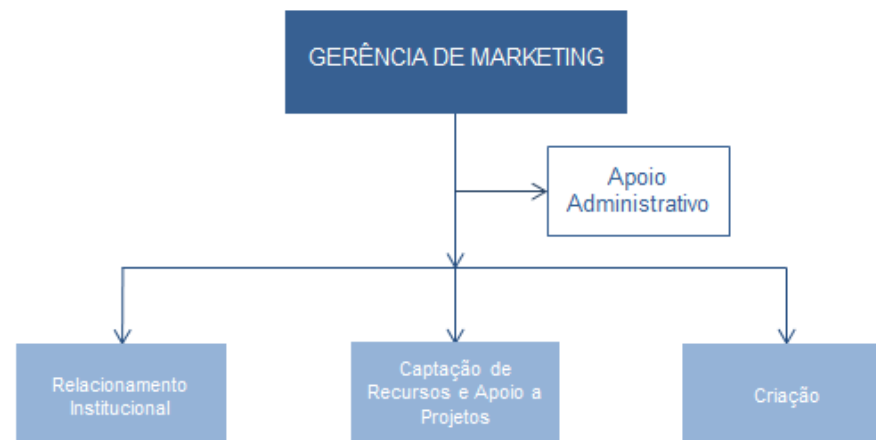 GERÊNCIA DE MARKETING
Apoio
Administrativo
Relacionamento
Institucional
Captação de
Recursos e Apoio a
Projetos
Criação